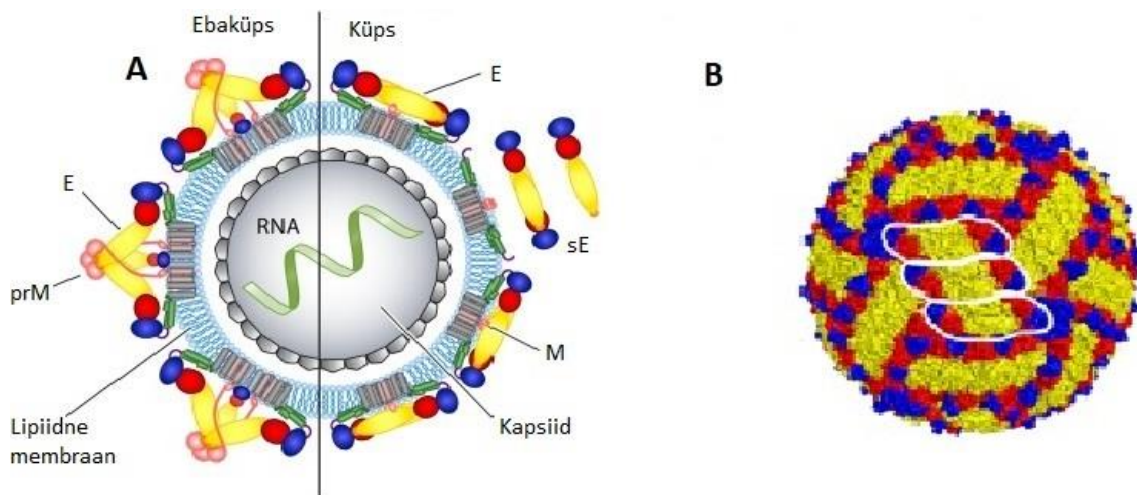 Ebaküps
Küps
A
E
B
E
RNA
sE
prM
M
Lipiidne
membraan
Kapsiid